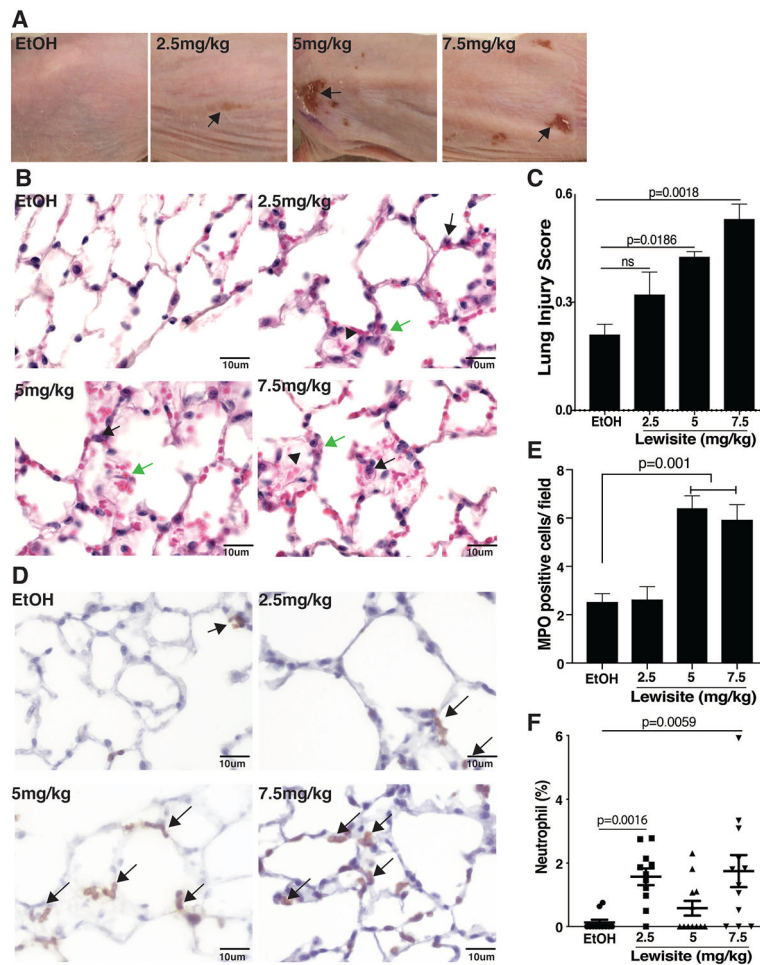 A
EtOH
2.5mg/kg
5mg/kg
7.5mg/kg
B
EtOH
10um
2.5mg/kg
10um
5mg/kg
10um
7.5mg/kg
10um
C
Lung Injury Score
0.6
0.3
0.0
p=0.0018
p=0.0186
ns
EtOH
2.5
5
7.5
Lewisite (mg/kg)
D
EtOH
10um
2.5mg/kg
10um
5mg/kg
10um
7.5mg/kg
10um
E
MPO positive cells/ field
8
6
4
2
0
p=0.001
EtOH
2.5
5
7.5
Lewisite (mg/kg)
F
Neutrophil (%)
6
4
2
0
p=0.0059
p=0.0016
EtOH
2.5
5
7.5
Lewisite (mg/kg)